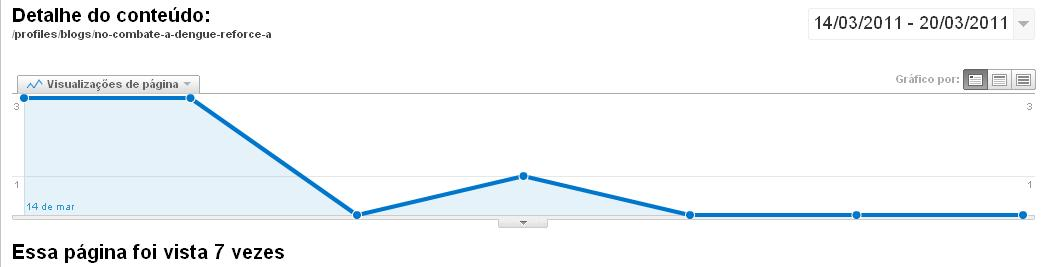 Detalhe do conteúdo:
/profiles/blogs/no-combate-a-dengue-reforce-a
14/03/2011 - 20/03/2011
Visualizações de página
Gráfico por:
3
3
1
1
14 de mar
Essa página foi vista 7 vezes